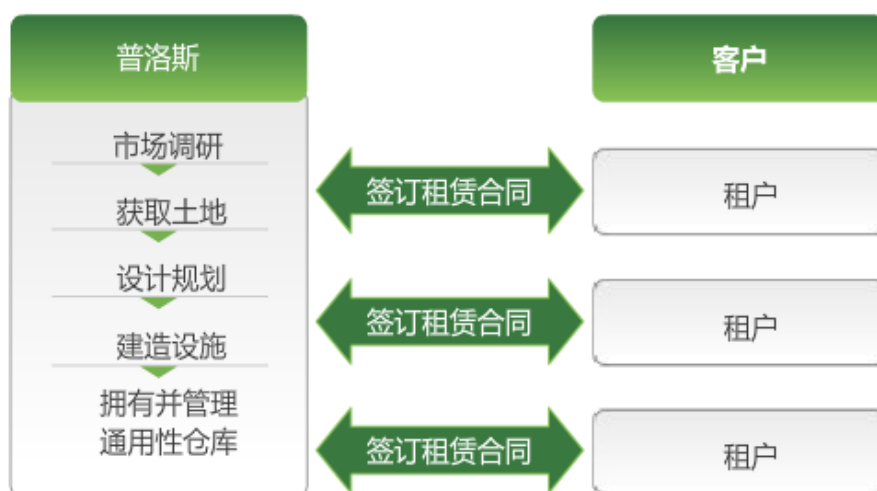 普洛斯
客户
市场调研
获取土地
设计规划
建造设施
拥有并管理
通用性仓库
签订租赁合同
租户
签订租赁合同
租户
签订租赁合同
租户